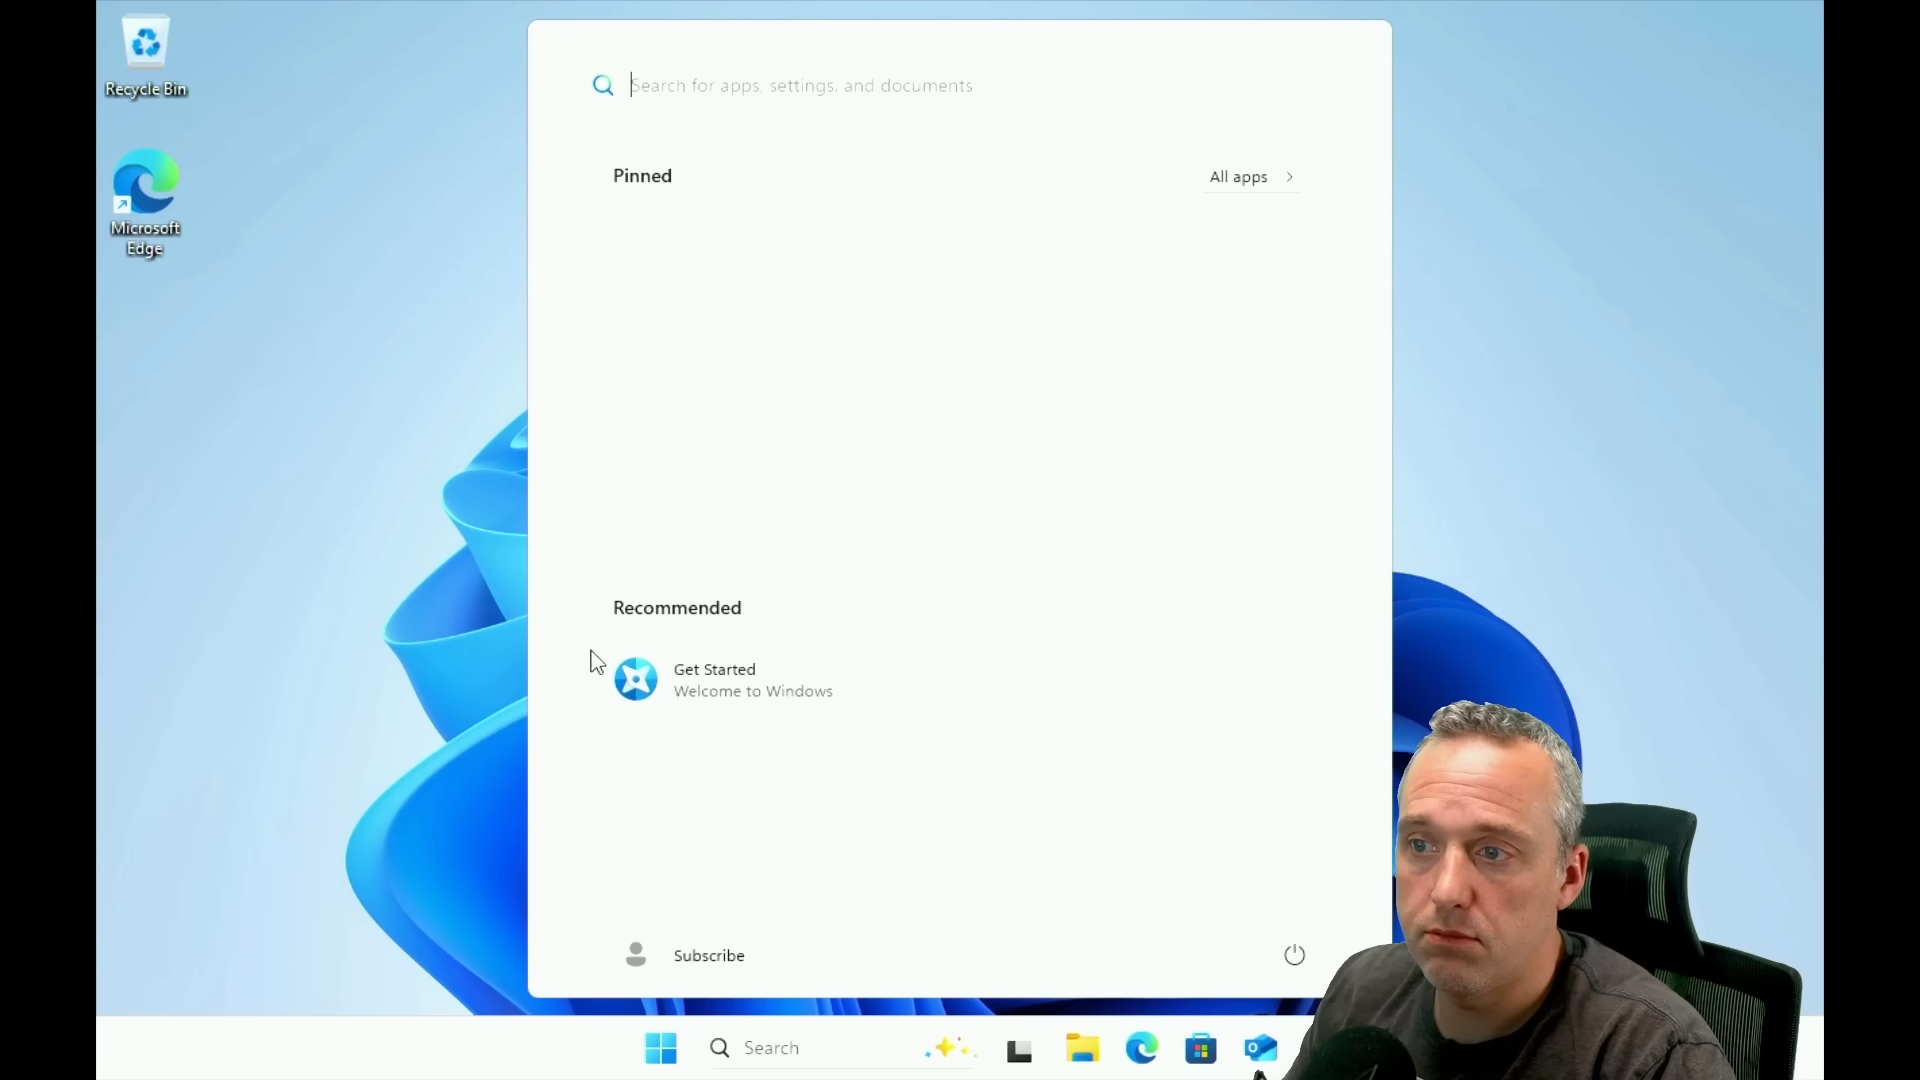 Recycle Bin
Microsoft
Edge
Search for apps, settings, and documents
Pinned
All apps
Recommended
Get Started
Welcome to Windows
Subscribe
Search